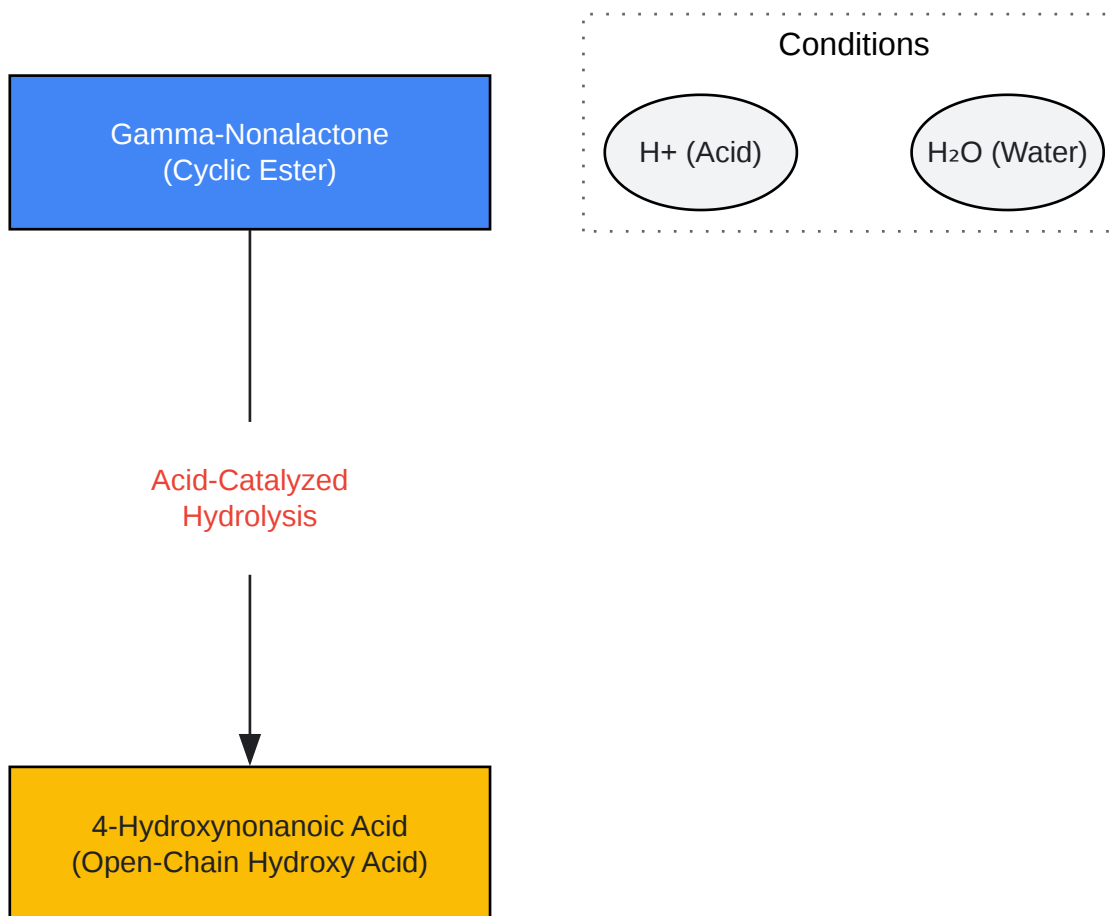 Conditions
Gamma-Nonalactone
(Cyclic Ester)
H+ (Acid)
H₂O (Water)
Acid-Catalyzed
Hydrolysis
4-Hydroxynonanoic Acid
(Open-Chain Hydroxy Acid)